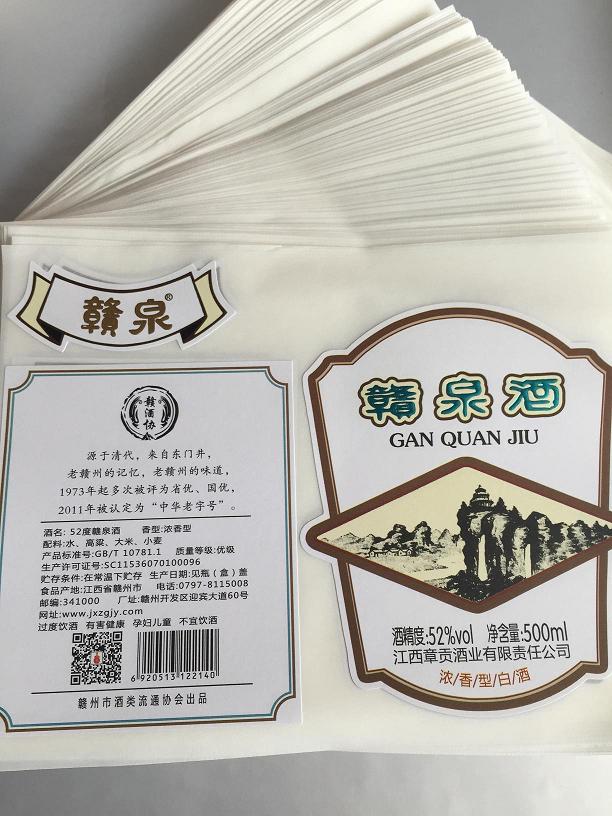 贛泉®
贛酒协
源于清代，来自东门井，
老赣州的记忆，老赣州的味道，
1973年起多次被评为省优、国优，
2011年被认定为“中华老字号”。
酒名: 52度赣泉酒 香型:浓香型
配料:水、高粱、大米、小麦
产品标准号:GB/T 10781.1 质量等级:优级
生产许可证号:SC11536070100096
贮存条件:在常温下贮存 生产日期:见瓶（盒）盖
食品产地:江西省赣州市 电话:0797-8115008
邮编:341000 厂址:赣州开发区迎宾大道60号
网址:www.jxzgjy.com
过度饮酒 有害健康 孕妇儿童 不宜饮酒
6 920513 122140
赣州市酒类流通协会出品
贛泉酒
GAN QUAN JIU
酒精度:52%vol 净含量:500ml
江西章贡酒业有限责任公司
浓/香/型/白/酒